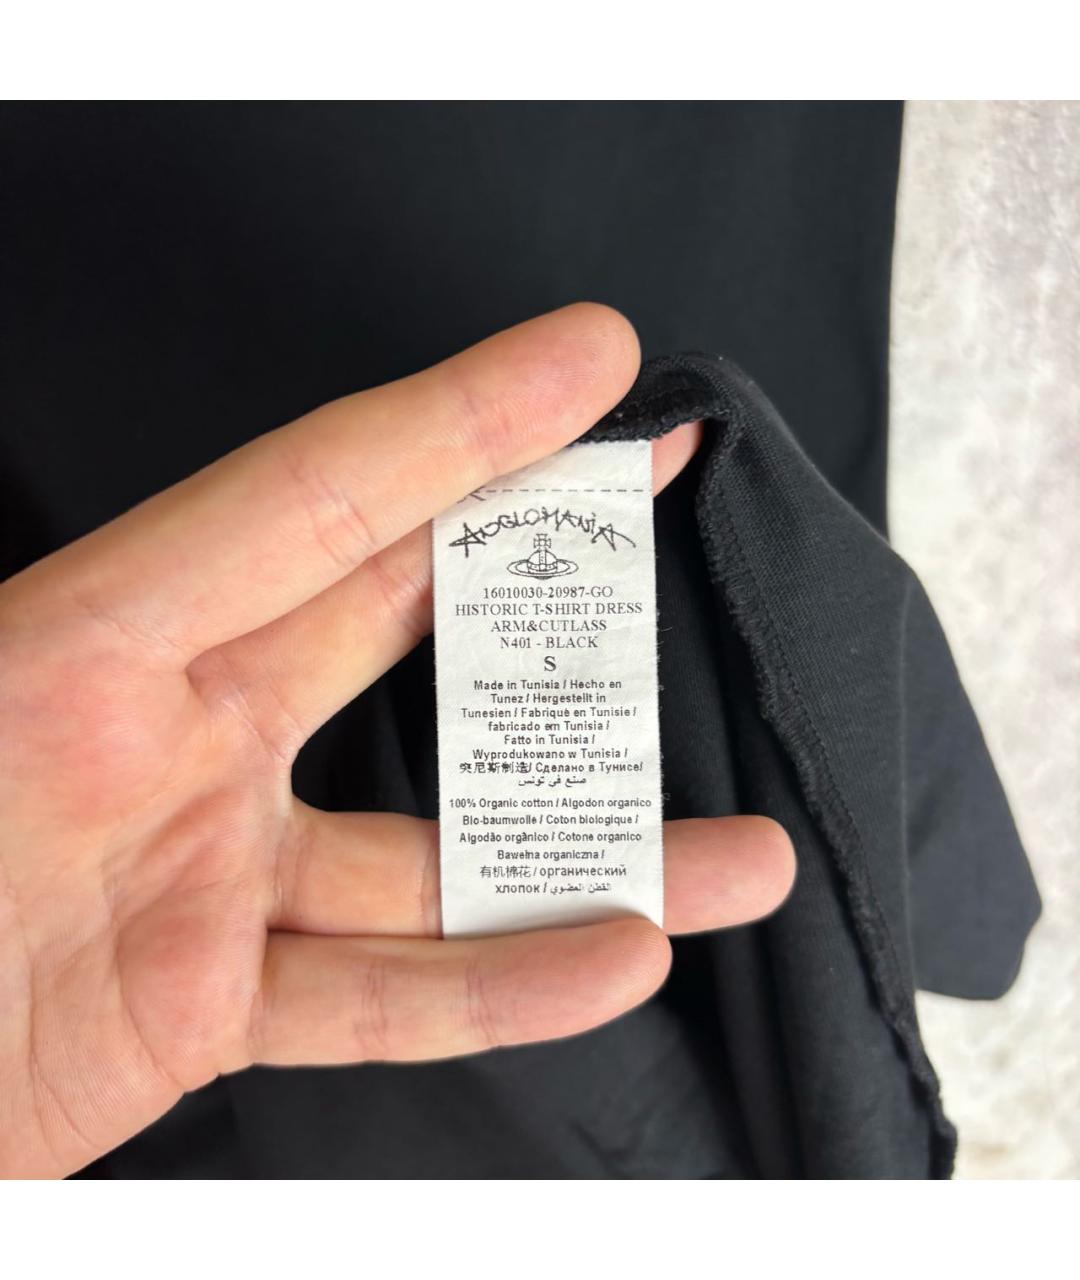 ANGLOMANIA
16010030-20987-GO
HISTORIC T-SHIRT DRESS
ARM&CUTLASS
N401 - BLACK
S
Made in Tunisia / Hecho en
Tunez / Hergestellt in
Tunesien / Fabriqué en Tunisie /
fabricado em Tunisia /
Fatto in Tunisia /
Wyprodukowano w Tunisia /
突尼斯制造/ Сделано в Тунисе/
صنع في تونس
100% Organic cotton / Algodon organico
Bio-baumwolle / Coton biologique /
Algodão orgânico / Cotone organico
Bawełna organiczna /
有机棉花 / органический
хлопок / القطن العضوي